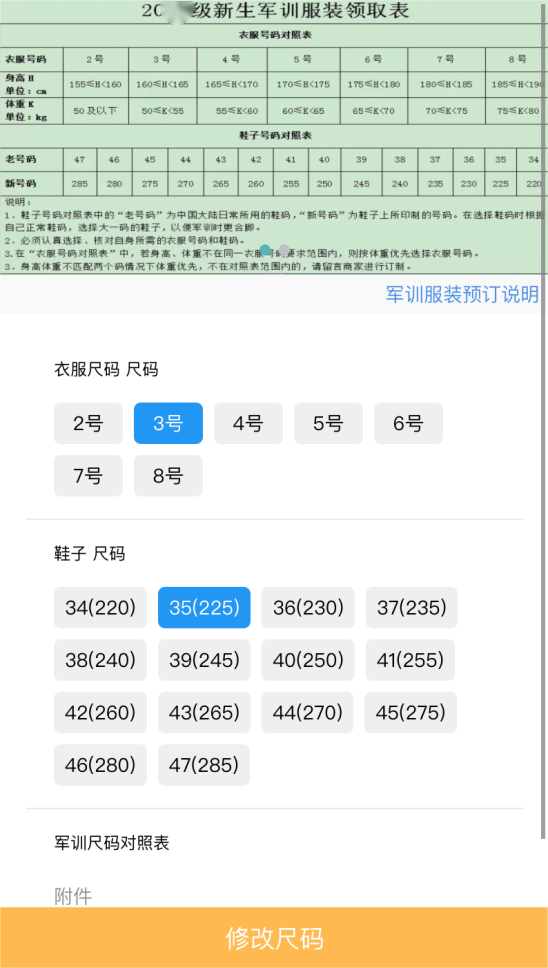 级新生军训服装领取表
衣服号码对照表
衣服号码 2号 3号 4号 5号 6号 7号 8号
身高H 单位：cm 155≤H<160 160≤H<165 165≤H<170 170≤H<175 175≤H<180 180≤H<185 185≤H<190
体重K 单位：kg 50及以下 50≤K<55 55≤K<60 60≤K<65 65≤K<70 70≤K<75 75≤K<80
鞋子号码对照表
老号码 47 46 45 44 43 42 41 40 39 38 37 36 35 34
新号码 285 280 275 270 265 260 255 250 245 240 235 230 225 220
说明：
1、鞋子号码对照表中的“老号码”为中国大陆日常所用的鞋码，“新号码”为鞋子上所印制的号码。在选择鞋码时根据
自己正常鞋码，选择大一码的鞋子，以便军训时更合脚。
2、必须认真选择、核对自身所需的衣服号码和鞋码。
3.在“衣服号码对照表”中，若身高、体重不在同一衣服号码要求范围内，则按体重优先选择衣服号码。
3、身高体重不匹配两个码情况下体重优先，不在对照表范围内的，请留言商家进行订制。
军训服装预订说明
衣服尺码 尺码
2号 3号 4号 5号 6号
7号 8号
鞋子 尺码
34(220) 35(225) 36(230) 37(235)
38(240) 39(245) 40(250) 41(255)
42(260) 43(265) 44(270) 45(275)
46(280) 47(285)
军训尺码对照表
附件
修改尺码